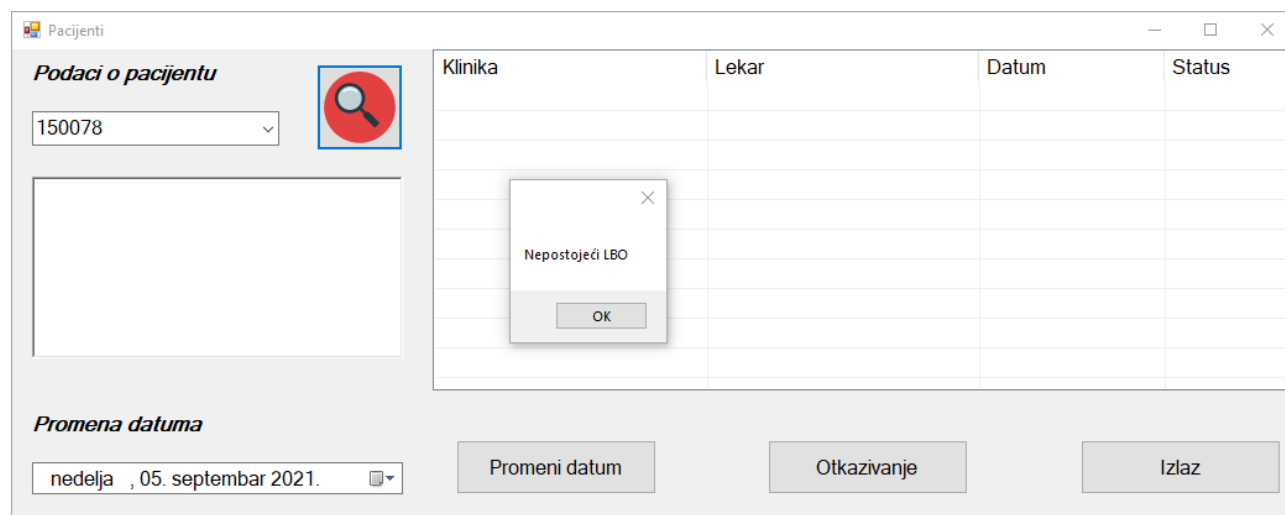 Pacijenti
Podaci o pacijentu
150078
Klinika Lekar Datum Status
Nepostojeći LBO
OK
Promena datuma
nedelja , 05. septembar 2021.
Promeni datum Otkazivanje Izlaz